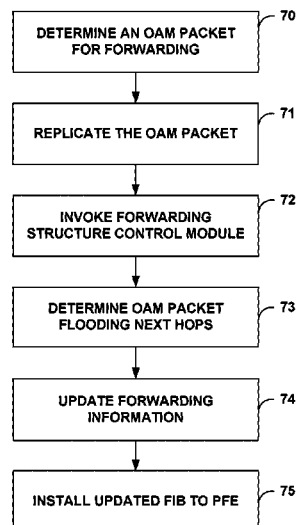 70
DETERMINE AN OAM PACKET
FOR FORWARDING
71
REPLICATE THE OAM PACKET
72
INVOKE FORWARDING
STRUCTURE CONTROL MODULE
73
DETERMINE OAM PACKET
FLOODING NEXT HOPS
74
UPDATE FORWARDING
INFORMATION
75
INSTALL UPDATED FIB TO PFE